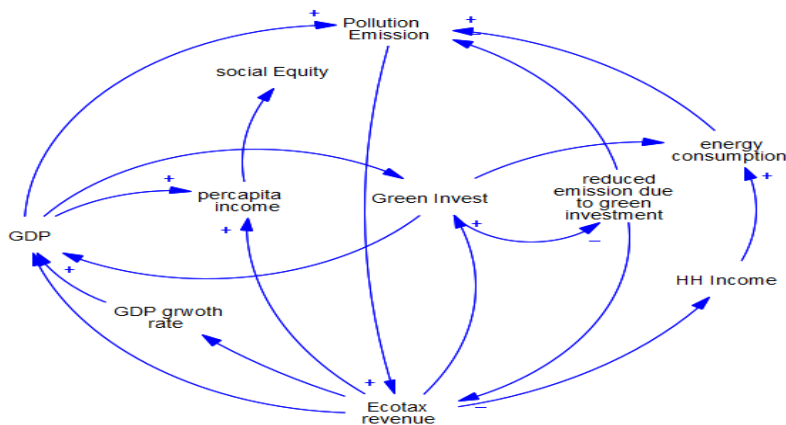 +
Pollution
Emission
+
–
social Equity
energy
consumption
+
+
percapita
income
+
Green Invest
+
reduced
emission due
to green
investment
–
GDP
+
HH Income
GDP grwoth
rate
+
Ecotax
revenue
–